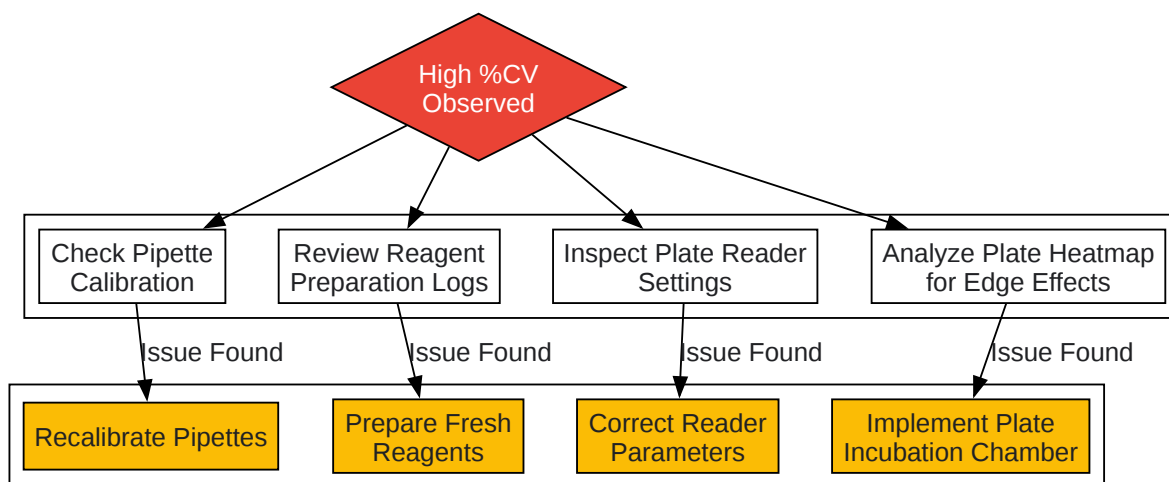 High %CV
Observed
Check Pipette
Calibration
Review Reagent
Preparation Logs
Inspect Plate Reader
Settings
Analyze Plate Heatmap
for Edge Effects
Issue Found
Issue Found
Issue Found
Issue Found
Recalibrate Pipettes
Prepare Fresh
Reagents
Correct Reader
Parameters
Implement Plate
Incubation Chamber